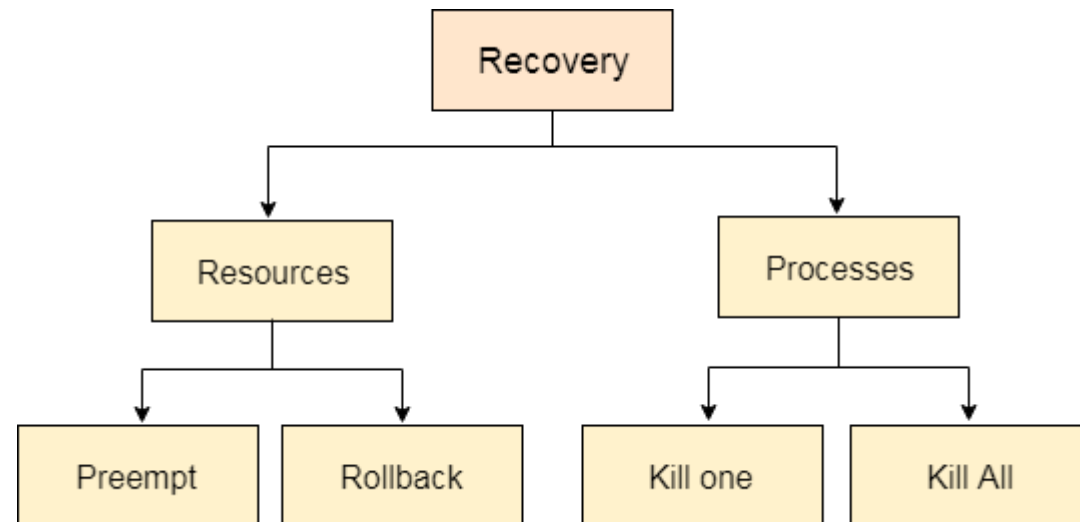 Recovery
Resources
Processes
Preempt
Rollback
Kill one
Kill All